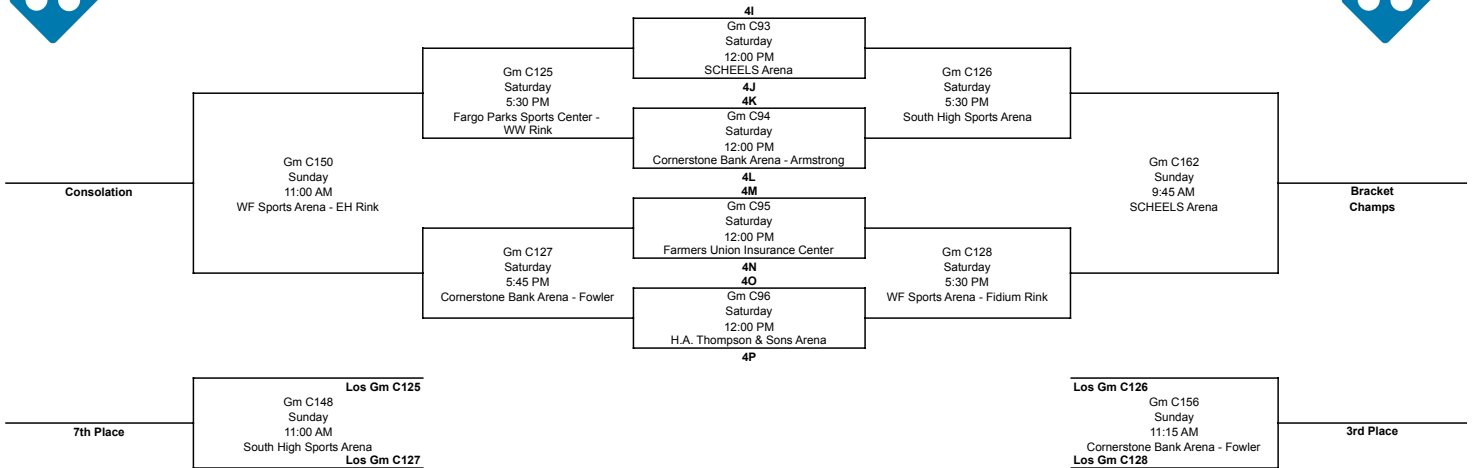 4I
Gm C93
Saturday
12:00 PM
SCHEELS Arena
4J
4K
Gm C94
Saturday
12:00 PM
Cornerstone Bank Arena - Armstrong
4L
4M
Gm C95
Saturday
12:00 PM
Farmers Union Insurance Center
4N
4O
Gm C96
Saturday
12:00 PM
H.A. Thompson & Sons Arena
4P
Gm C125
Saturday
5:30 PM
Fargo Parks Sports Center -
WW Rink
Gm C127
Saturday
5:45 PM
Cornerstone Bank Arena - Fowler
Gm C150
Sunday
11:00 AM
WF Sports Arena - EH Rink
Consolation
Gm C126
Saturday
5:30 PM
South High Sports Arena
Gm C128
Saturday
5:30 PM
WF Sports Arena - Fidium Rink
Gm C162
Sunday
9:45 AM
SCHEELS Arena
Bracket
Champs
Los Gm C125
Gm C148
Sunday
11:00 AM
South High Sports Arena
Los Gm C127
7th Place
Los Gm C126
Gm C156
Sunday
11:15 AM
Cornerstone Bank Arena - Fowler
Los Gm C128
3rd Place